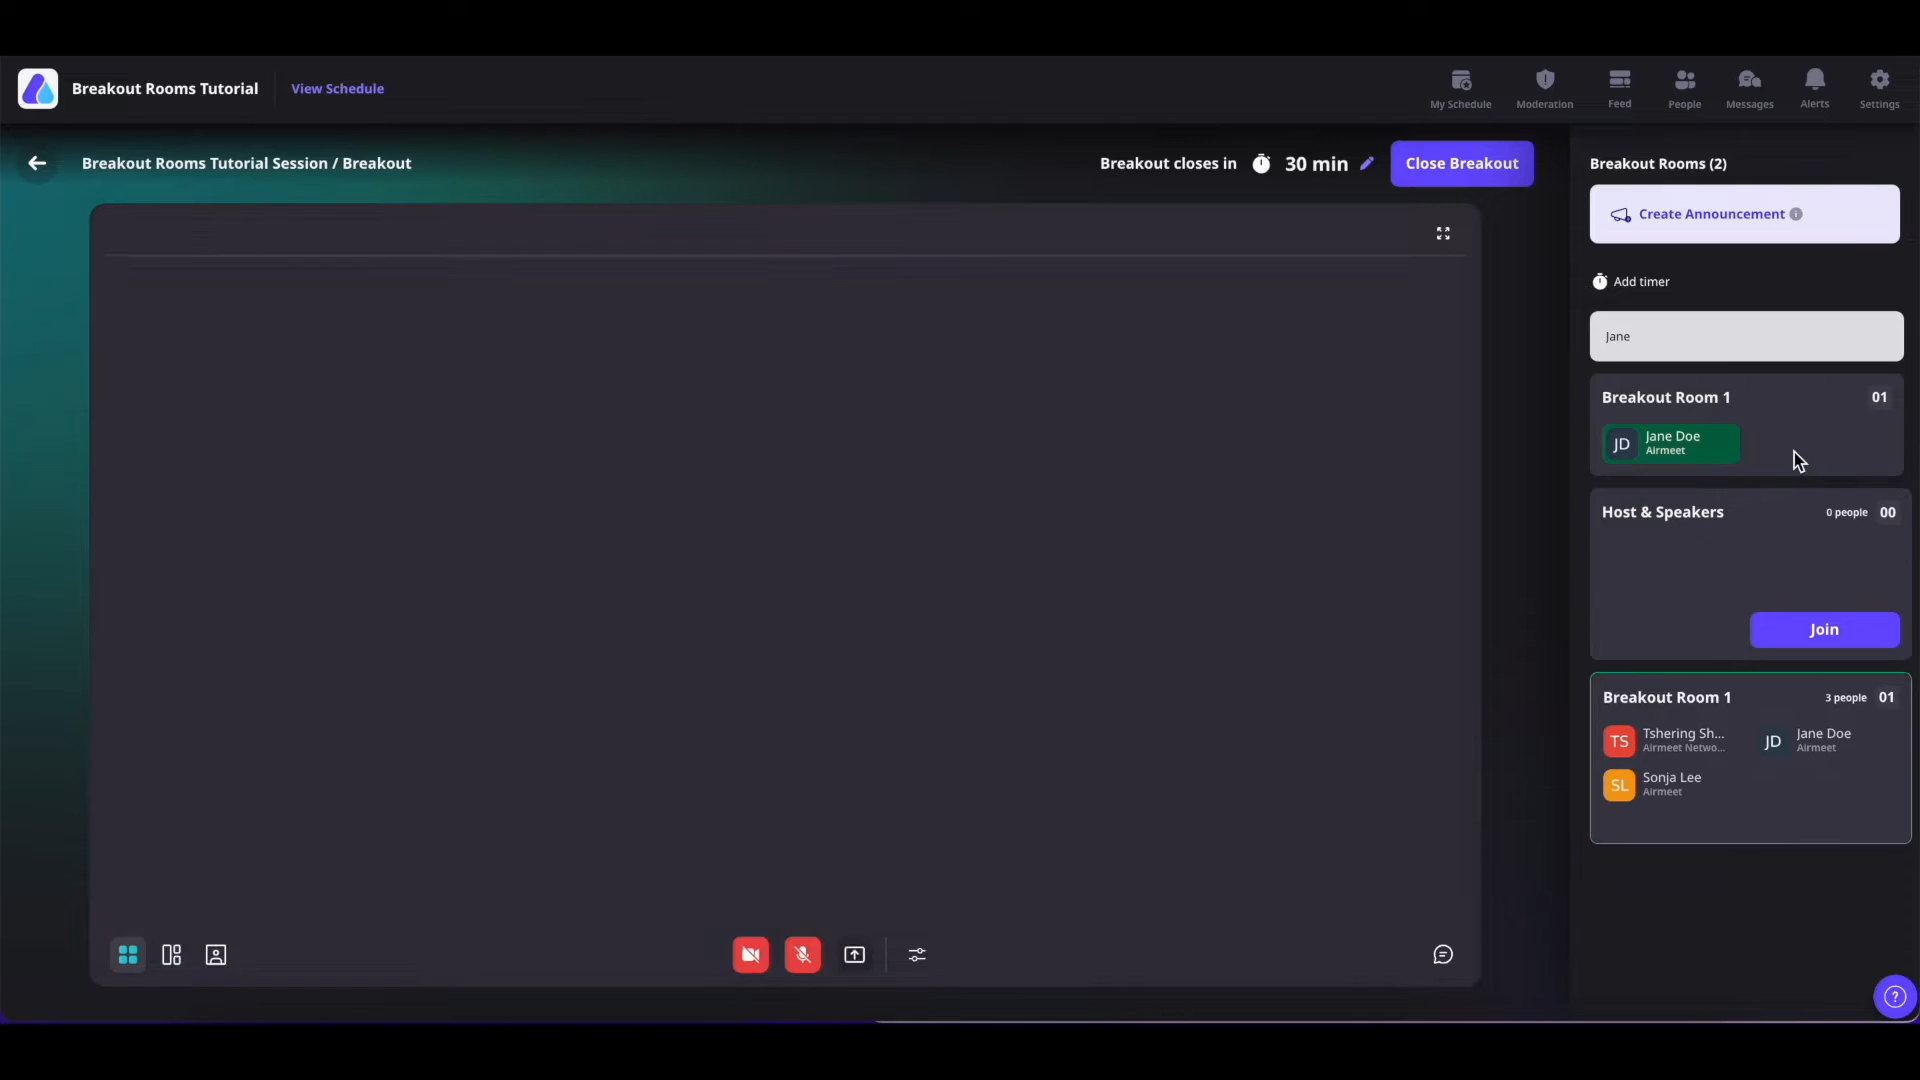 Breakout Rooms Tutorial
View Schedule
My Schedule
Moderation
Feed
People
Messages
Alerts
Settings
Breakout Rooms Tutorial Session / Breakout
Breakout closes in
30 min
Close Breakout
Breakout Rooms (2)
Create Announcement
Add timer
Jane
Breakout Room 1
01
JD
Jane Doe
Airmeet
Host & Speakers
0 people
00
Join
Breakout Room 1
3 people
01
TS
Tshering Sh...
Airmeet Netwo...
JD
Jane Doe
Airmeet
SL
Sonja Lee
Airmeet